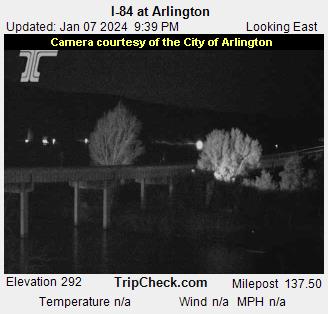 I-84 at Arlington
Updated: Jan 07 2024 9:39 PM Looking East
Camera courtesy of the City of Arlington
Elevation 292 TripCheck.com Milepost 137.50
Temperature n/a Wind n/a MPH n/a